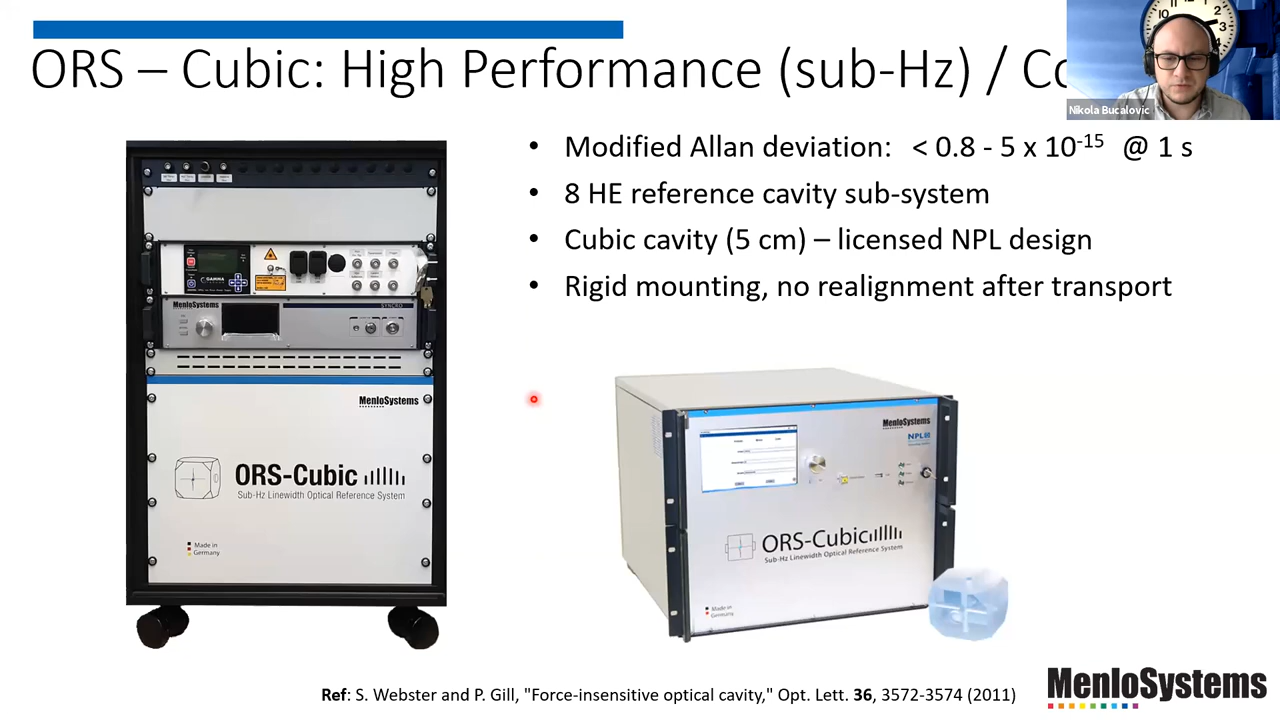 ORS – Cubic: High Performance (sub-Hz) / Co
Nikola Bucalovic
• Modified Allan deviation: < 0.8 - 5 x 10⁻¹⁵ @ 1 s
• 8 HE reference cavity sub-system
• Cubic cavity (5 cm) – licensed NPL design
• Rigid mounting, no realignment after transport
MenloSystems
SYNCRO
MenloSystems
ORS-Cubic
Sub-Hz Linewidth Optical Reference System
Made in
Germany
MenloSystems
NPL
ORS-Cubic
Sub-Hz Linewidth Optical Reference System
Made in
Germany
Ref: S. Webster and P. Gill, "Force-insensitive optical cavity," Opt. Lett. 36, 3572-3574 (2011)
MenloSystems